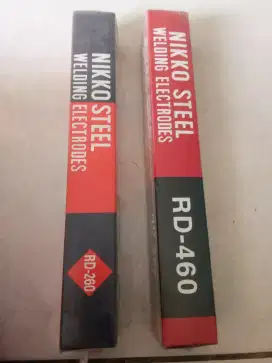 NIKKO STEEL
WELDING ELECTRODES
RD-260
NIKKO STEEL
WELDING ELECTRODES
RD-460